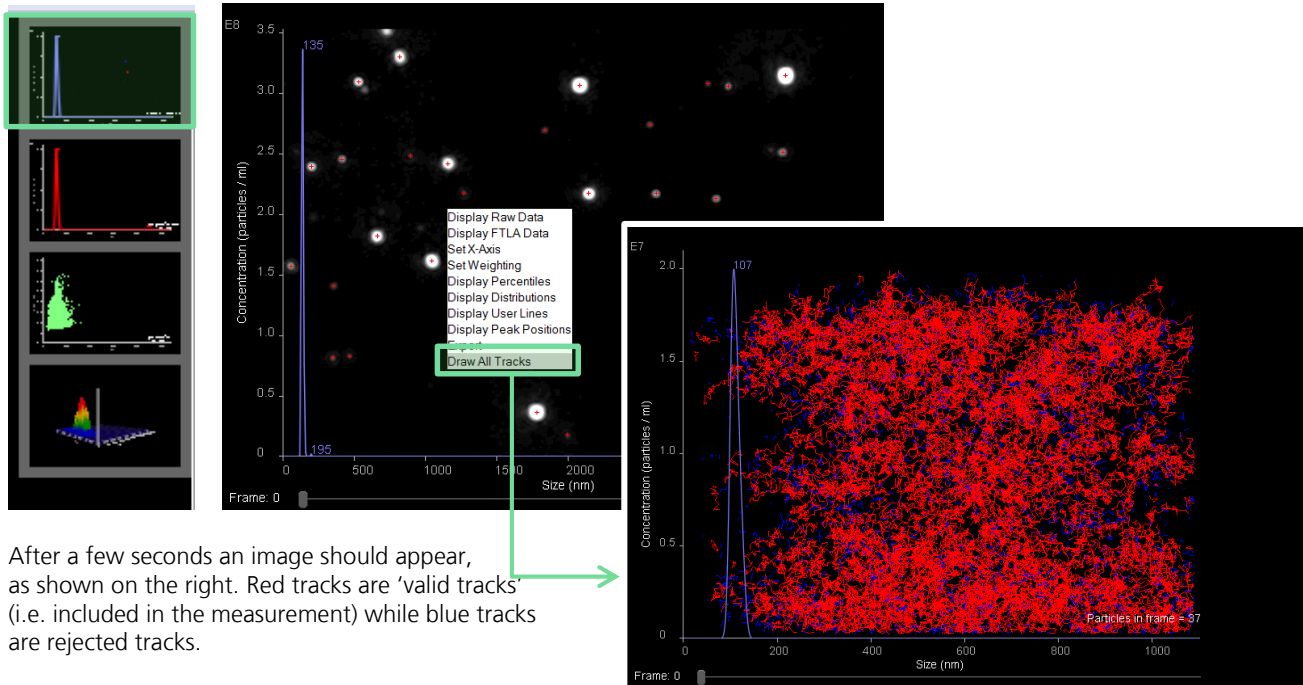 E8
3.5
135
3.0
2.5
2.0
1.5
1.0
0.5
0
195
0
500
1000
1500
2000
Concentration (particles / ml)
Size (nm)
Frame: 0
Display Raw Data
Display FTLA Data
Set X-Axis
Set Weighting
Display Percentiles
Display Distributions
Display User Lines
Display Peak Positions
Export
Draw All Tracks
E7
2.0
107
1.5
1.0
0.5
0
0
200
400
600
800
1000
Concentration (particles / ml)
Size (nm)
Particles in frame = 37
Frame: 0
After a few seconds an image should appear,
as shown on the right. Red tracks are ‘valid tracks’
(i.e. included in the measurement) while blue tracks
are rejected tracks.